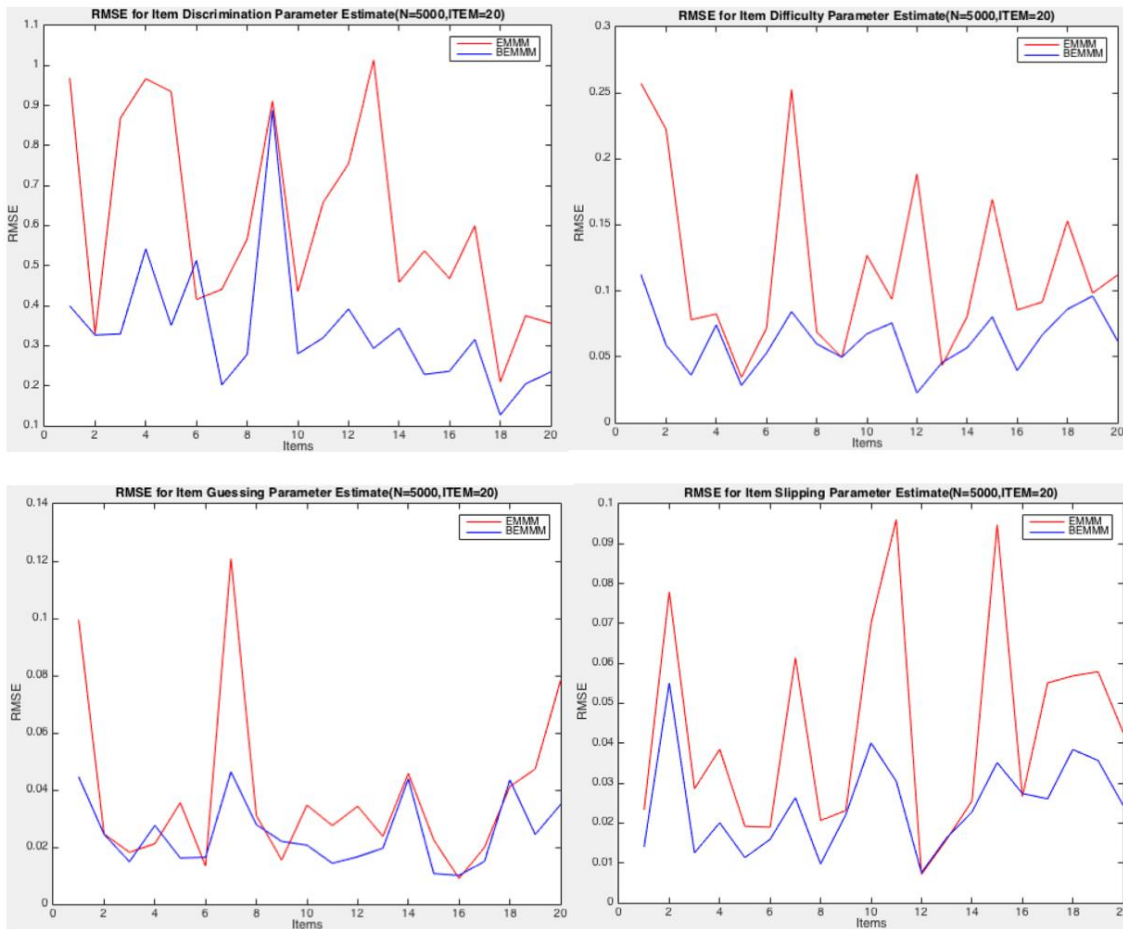 RMSE for Item Discrimination Parameter Estimate(N=5000,ITEM=20)
1.1
1
0.9
0.8
0.7
0.6
0.5
0.4
0.3
0.2
0.1
RMSE
EMMM
BEMMM
0 2 4 6 8 10 12 14 16 18 20
Items
RMSE for Item Difficulty Parameter Estimate(N=5000,ITEM=20)
0.3
0.25
0.2
0.15
0.1
0.05
0
RMSE
EMMM
BEMMM
0 2 4 6 8 10 12 14 16 18 20
Items
RMSE for Item Guessing Parameter Estimate(N=5000,ITEM=20)
0.14
0.12
0.1
0.08
0.06
0.04
0.02
0
RMSE
EMMM
BEMMM
0 2 4 6 8 10 12 14 16 18 20
Items
RMSE for Item Slipping Parameter Estimate(N=5000,ITEM=20)
0.1
0.09
0.08
0.07
0.06
0.05
0.04
0.03
0.02
0.01
0
RMSE
EMMM
BEMMM
0 2 4 6 8 10 12 14 16 18 20
Items